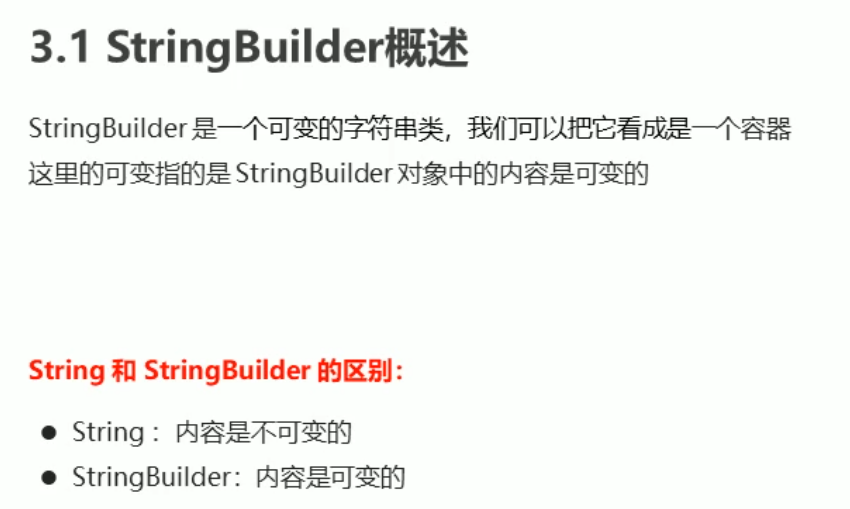 3.1 StringBuilder概述
StringBuilder 是一个可变的字符串类，我们可以把它看成是一个容器
这里的可变指的是 StringBuilder 对象中的内容是可变的
String 和 StringBuilder 的区别：
● String ：内容是不可变的
● StringBuilder：内容是可变的